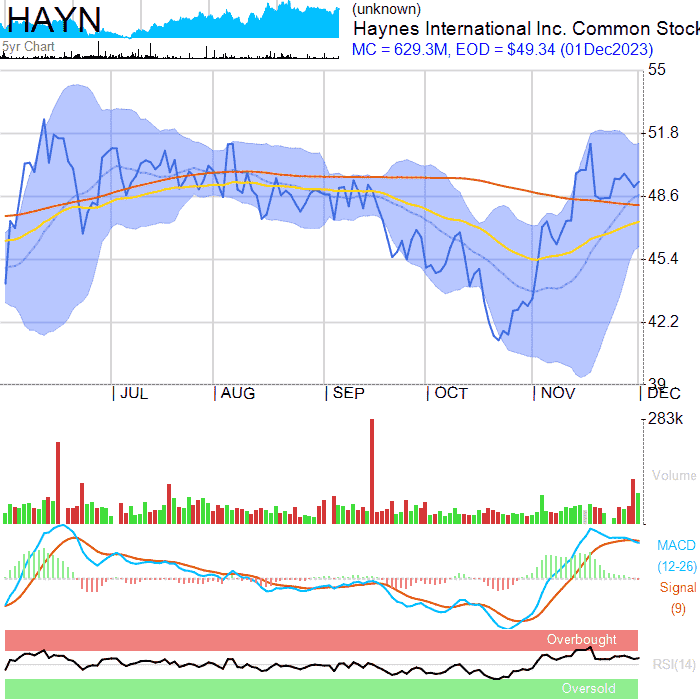 HAYN
5yr Chart
(unknown)
Haynes International Inc. Common Stock
MC = 629.3M, EOD = $49.34 (01Dec2023)
55
51.8
48.6
45.4
42.2
39
JUL AUG SEP OCT NOV DEC
283k
Volume
MACD
(12-26)
Signal
(9)
Overbought
RSI(14)
Oversold